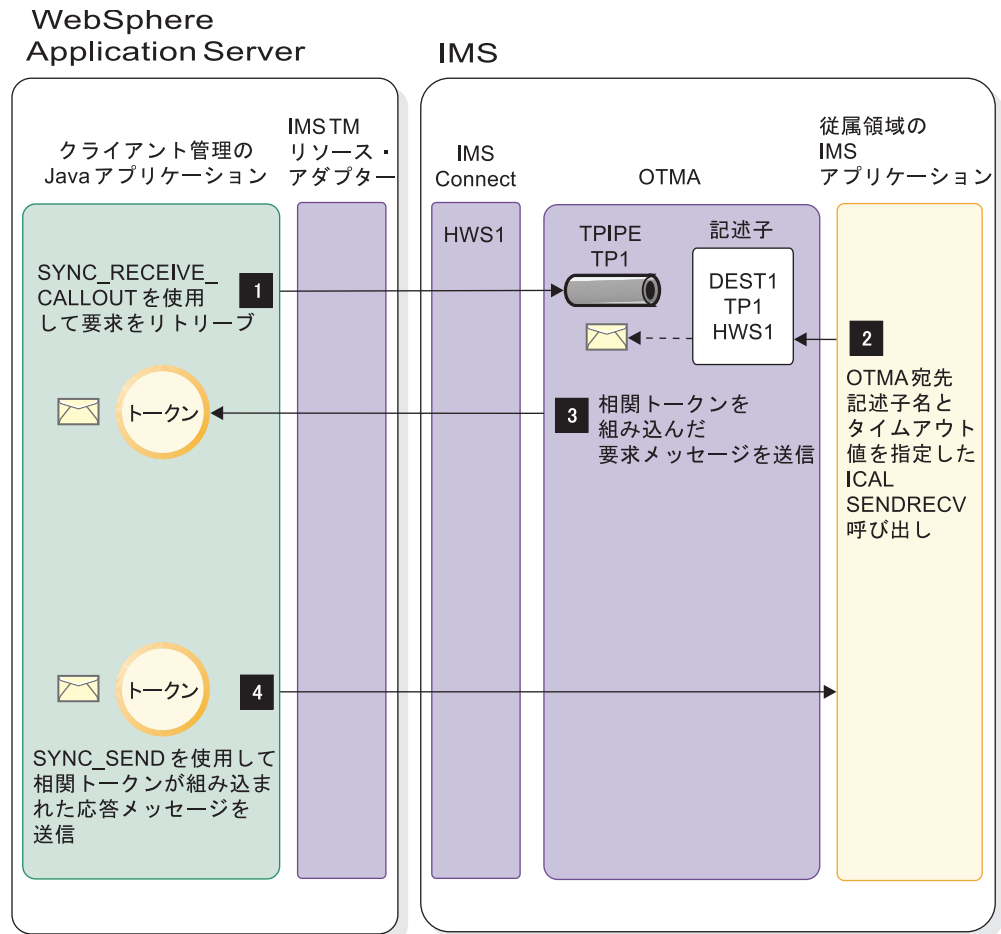 WebSphere
Application Server
IMS
クライアント管理の
Javaアプリケーション
IMS TM
リソース・
アダプター
IMS
Connect
OTMA
従属領域の
IMS
アプリケーション
HWS1
TPIPE
TP1
記述子
DEST1
TP1
HWS1
SYNC_RECEIVE_
CALLOUTを使用
して要求をリトリーブ
1
2
OTMA宛先
記述子名と
タイムアウト
値を指定した
ICAL
SENDRECV
呼び出し
トークン
3
相関トークンを
組み込んだ
要求メッセージを送信
トークン
4
SYNC_SENDを使用して
相関トークンが組み込ま
れた応答メッセージを
送信